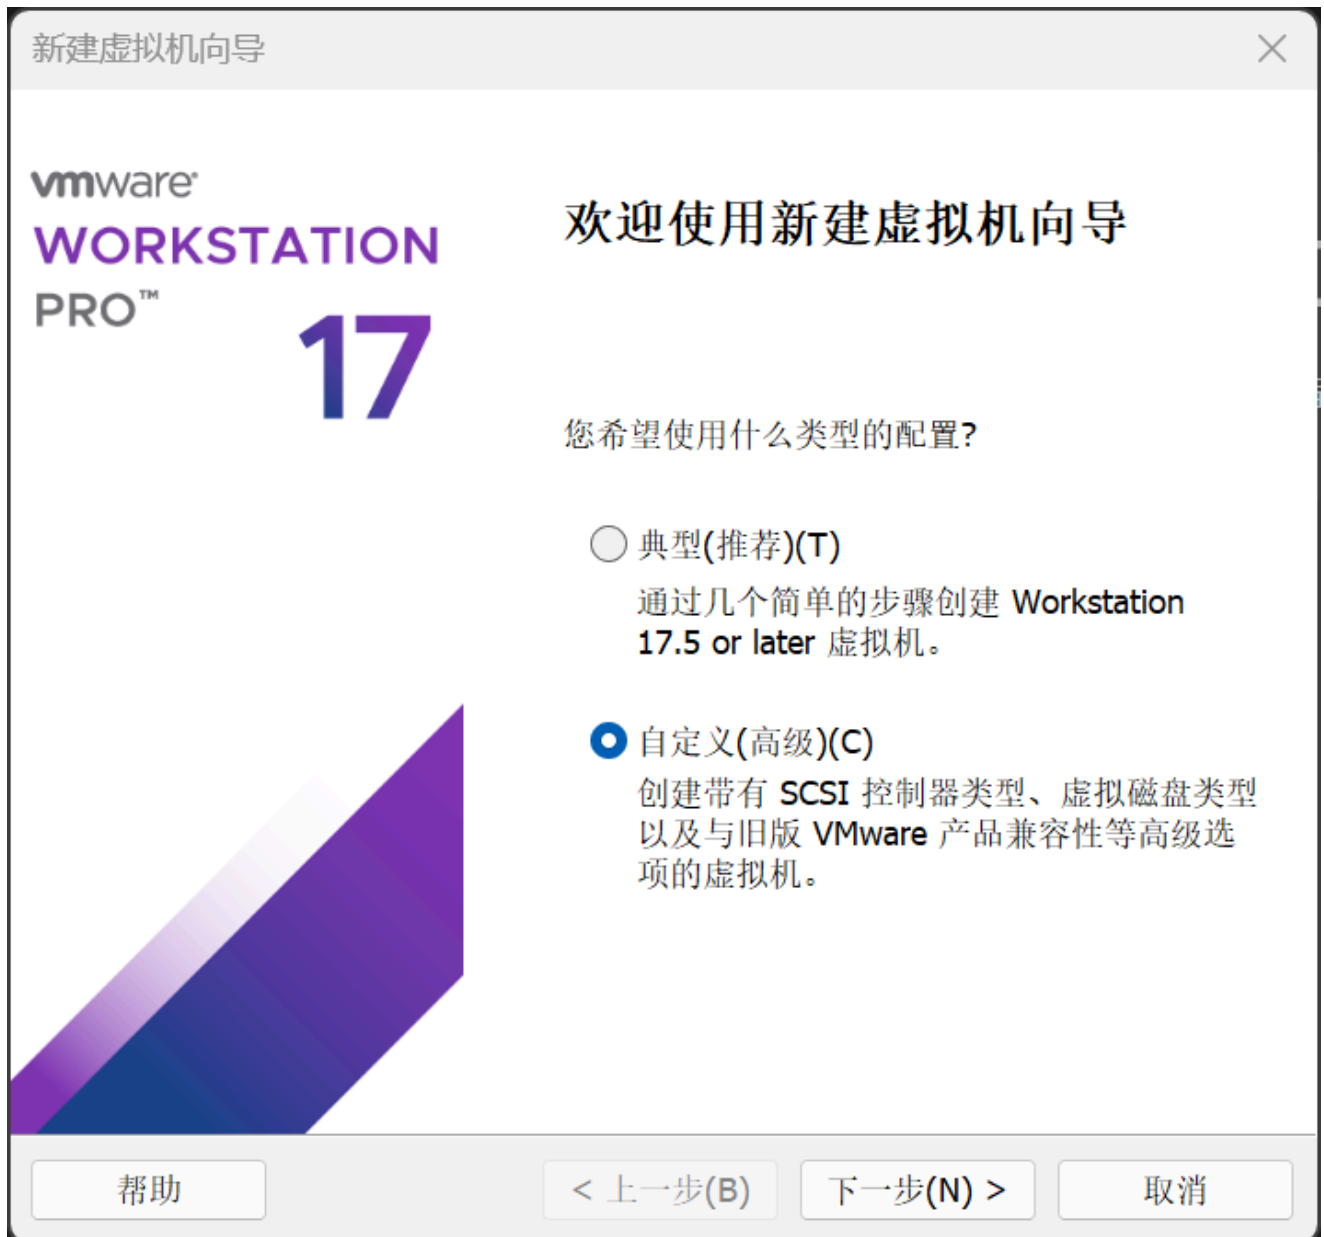 新建虚拟机向导
vmware®
WORKSTATION
PRO™
17
欢迎使用新建虚拟机向导
您希望使用什么类型的配置?
典型(推荐)(T)
通过几个简单的步骤创建 Workstation
17.5 or later 虚拟机。
自定义(高级)(C)
创建带有 SCSI 控制器类型、虚拟磁盘类型
以及与旧版 VMware 产品兼容性等高级选
项的虚拟机。
帮助
< 上一步(B)
下一步(N) >
取消